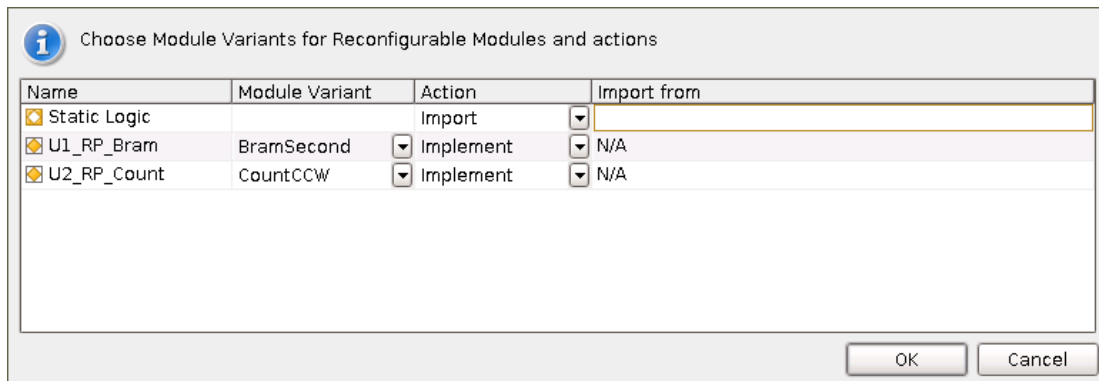 Choose Module Variants for Reconfigurable Modules and actions
Name Module Variant Action Import from
Static Logic Import
U1_RP_Bram BramSecond Implement N/A
U2_RP_Count CountCCW Implement N/A
OK Cancel